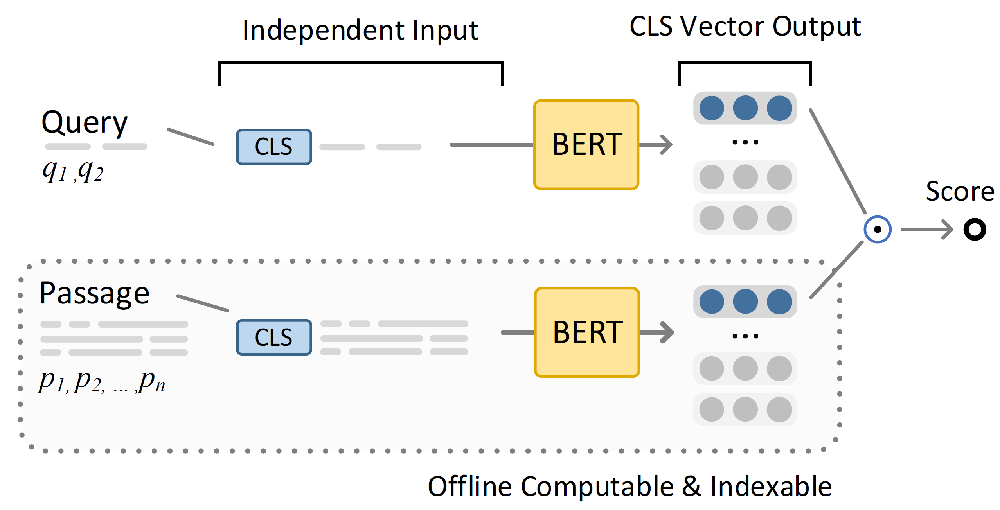 Independent Input
CLS Vector Output
Query
q1 ,q2
CLS
BERT
...
Score
Passage
p1, p2, ... ,pn
CLS
BERT
...
Offline Computable & Indexable